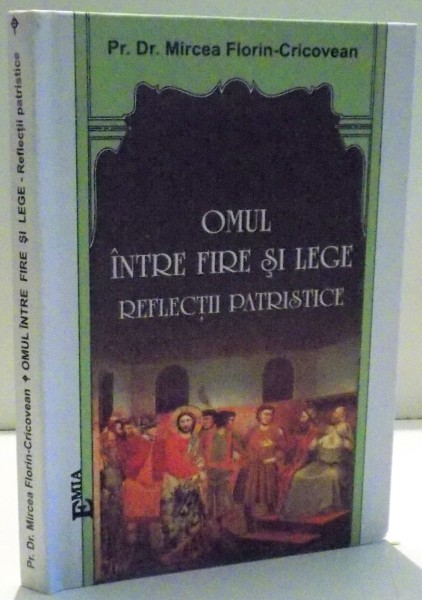 Pr. Dr. Mircea Florin-Cricovean
OMUL
ÎNTRE FIRE ŞI LEGE
REFLECŢII PATRISTICE
EMIA
Pr. Dr. Mircea Florin-Cricovean ✦ OMUL ÎNTRE FIRE ŞI LEGE - Reflecţii patristice